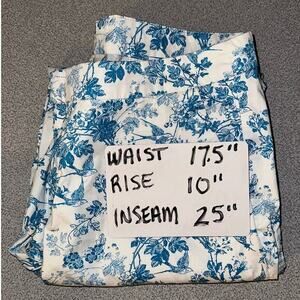 WAIST 17.5"
RISE 10"
INSEAM 25"